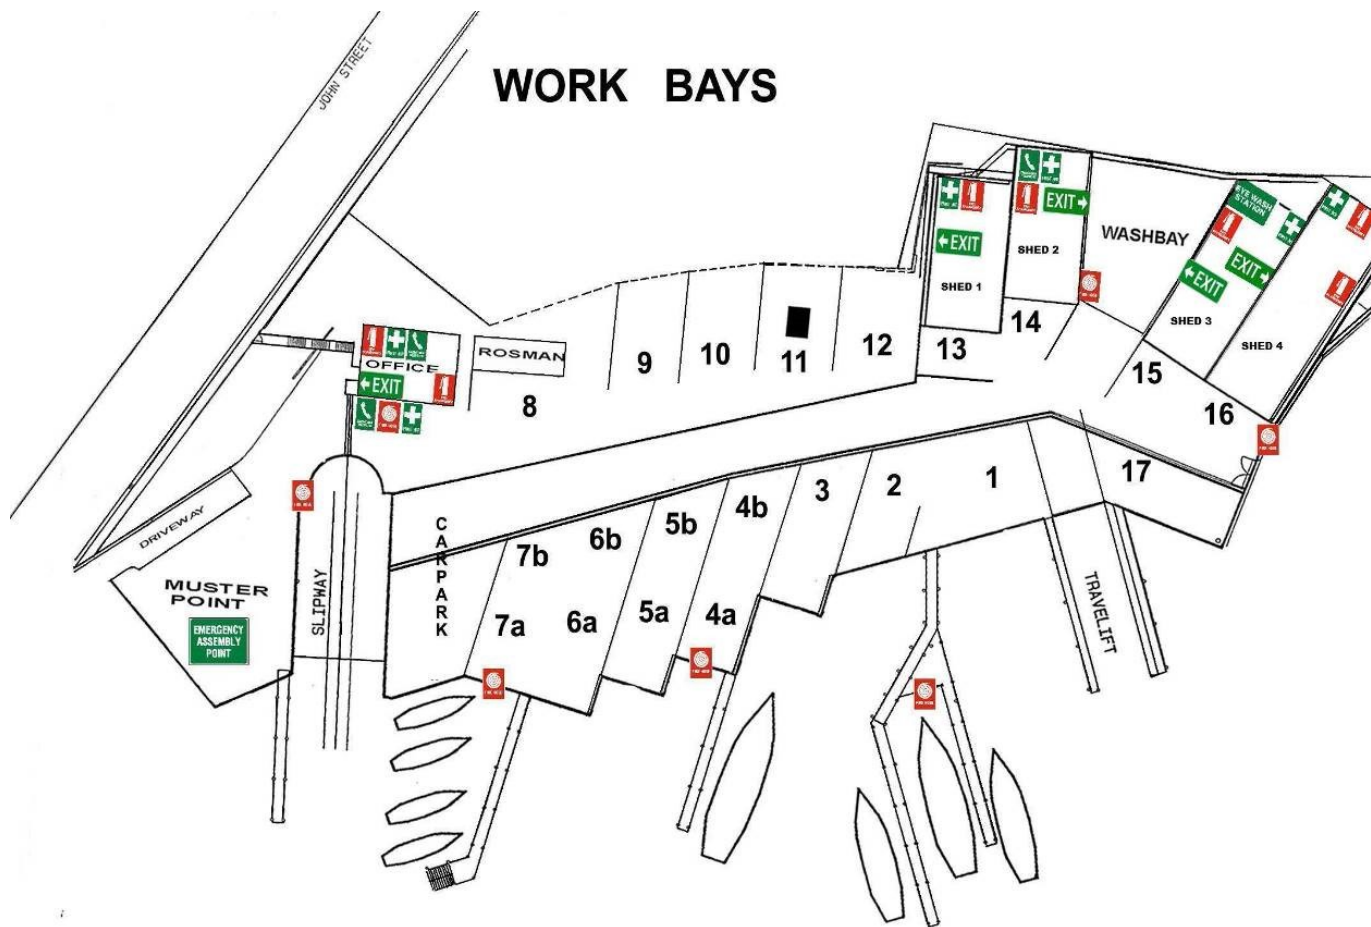 WORK BAYS
JOHN STREET
EXIT
SHED 2
WASHBAY
EYE WASH
STATION
EXIT
SHED 1
EXIT
EXIT
SHED 3
SHED 4
14
13
12
11
10
9
8
ROSMAN
OFFICE
EXIT
15
16
17
1
2
3
4b
5b
6b
7b
4a
5a
6a
7a
CARPARK
DRIVEWAY
MUSTER
POINT
EMERGENCY
ASSEMBLY
POINT
SLIPWAY
TRAVELIFT